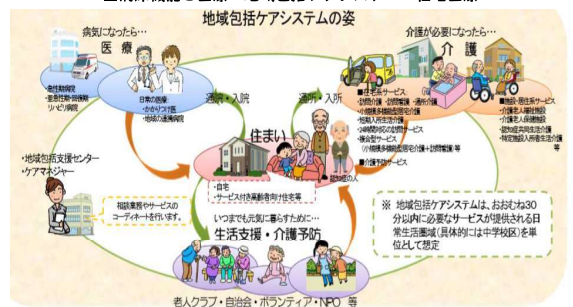 地域包括ケアシステムの姿
病気になったら…
医療
介護が必要になったら…
介護
・急性期病院
・亜急性期・回復期
リハビリ病院
日常の医療
・かかりつけ医
・地域の連携病院
通院・入院
通所・入所
■在宅系サービス
・訪問介護・訪問看護・通所介護
・小規模多機能型居宅介護
・短期入所生活介護
・24時間対応の訪問サービス
・複合型サービス
(小規模多機能型居宅介護+訪問看護)等
■介護予防サービス
■施設・居住系サービス
・介護老人福祉施設
・介護老人保健施設
・認知症共同生活介護
・特定施設入所者生活介護
等
住まい
認知症の人
・自宅
・サービス付き高齢者向け住宅等
・地域包括支援センター
・ケアマネジャー
相談業務やサービスの
コーディネートを行います。
いつまでも元気に暮らすために…
生活支援・介護予防
※ 地域包括ケアシステムは、おおむね30
分以内に必要なサービスが提供される日
常生活圏域(具体的には中学校区)を単
位として想定
老人クラブ・自治会・ボランティア・NPO 等